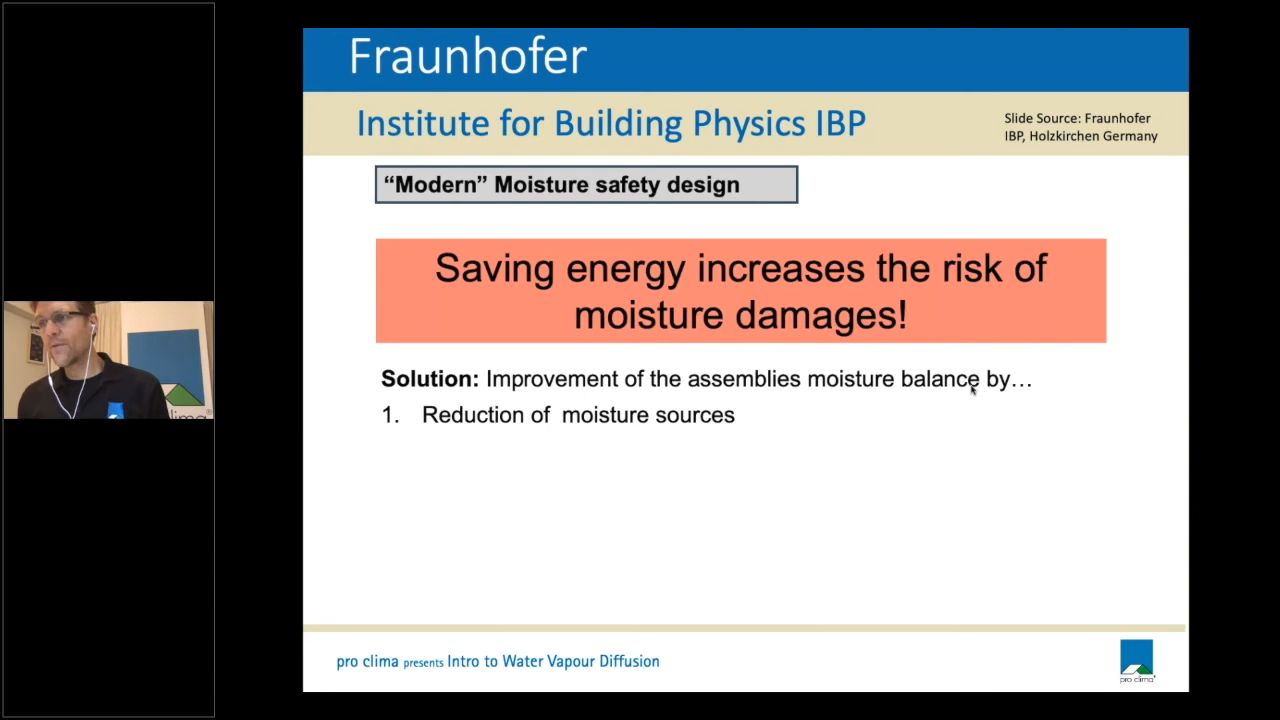 Fraunhofer
Institute for Building Physics IBP
Slide Source: Fraunhofer
IBP, Holzkirchen Germany
“Modern” Moisture safety design
Saving energy increases the risk of
moisture damages!
Solution: Improvement of the assemblies moisture balance by…
1. Reduction of moisture sources
pro clima presents Intro to Water Vapour Diffusion
pro clima
clima®